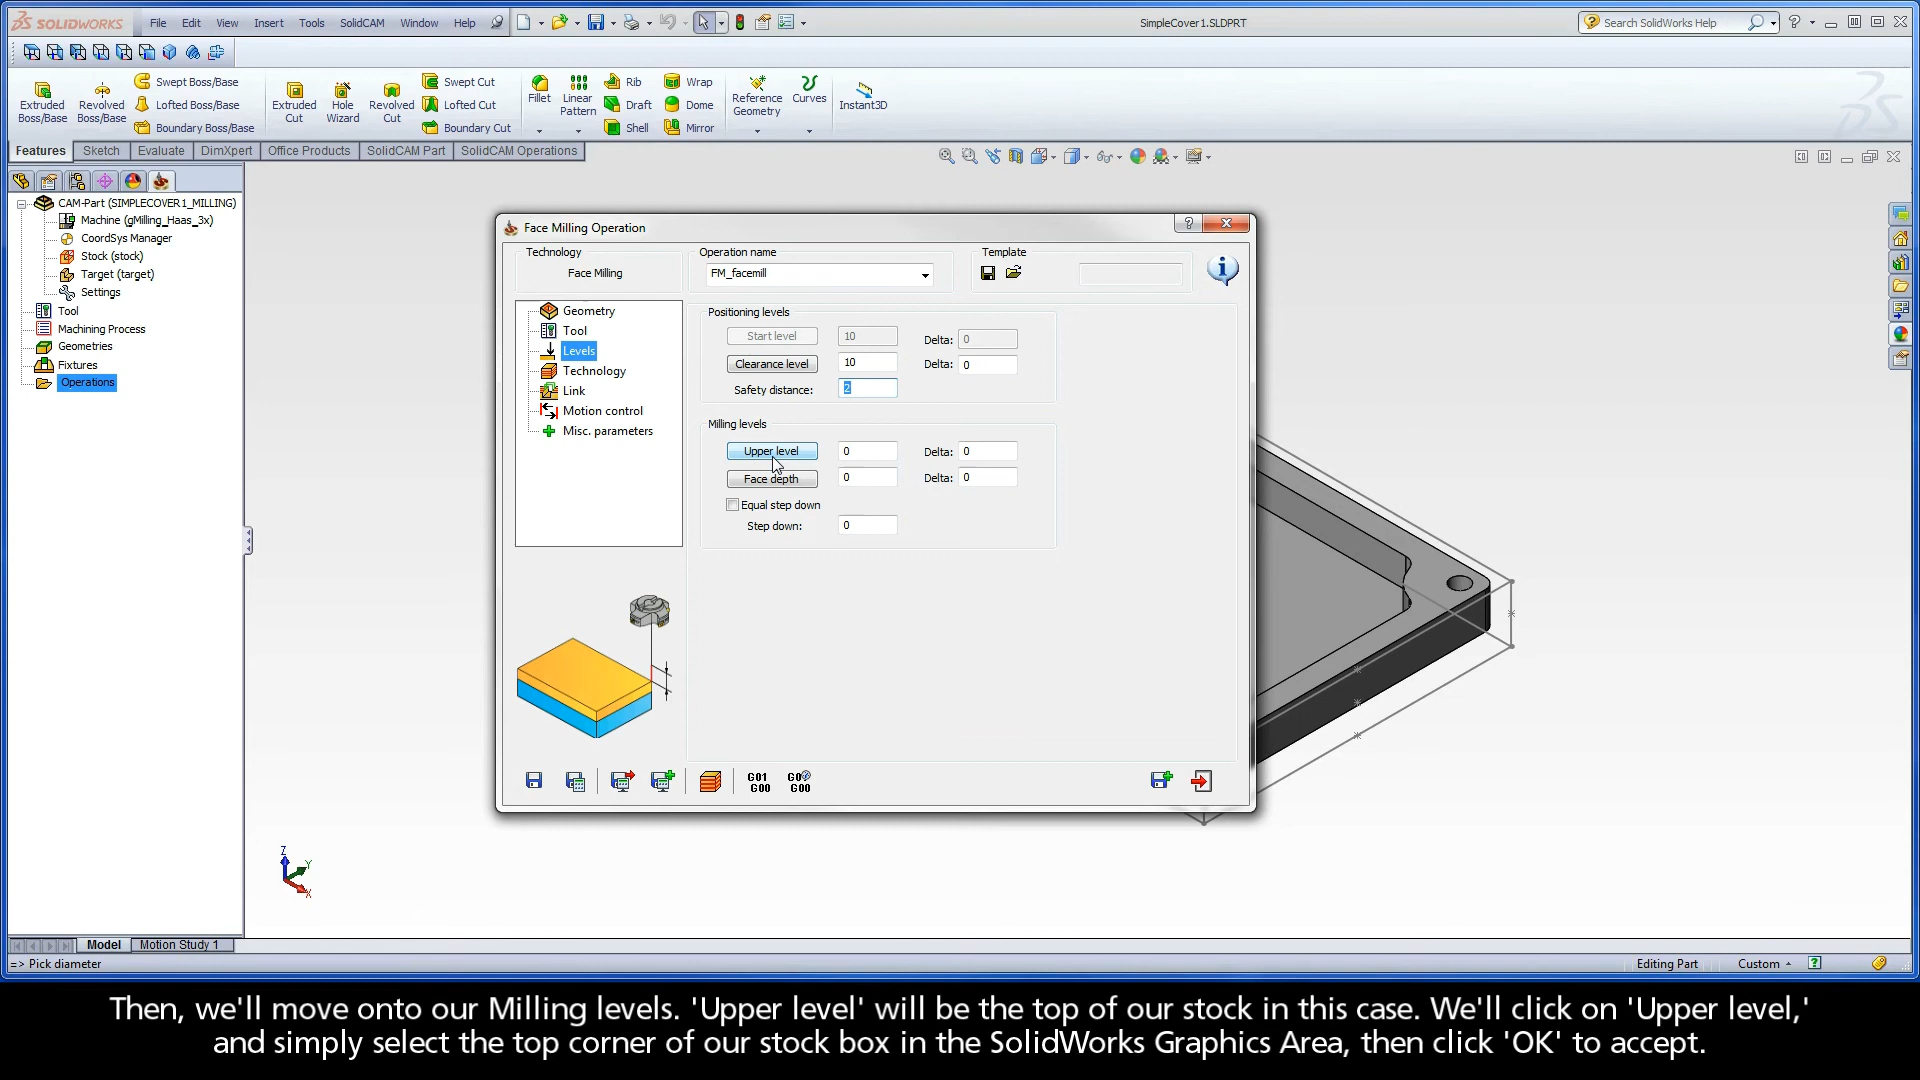 SOLIDWORKS File Edit View Insert Tools SolidCAM Window Help SimpleCover1.SLDPRT Search SolidWorks Help
Extruded Boss/Base
Revolved Boss/Base
Swept Boss/Base
Lofted Boss/Base
Boundary Boss/Base
Extruded Cut
Hole Wizard
Revolved Cut
Swept Cut
Lofted Cut
Boundary Cut
Fillet
Linear Pattern
Rib
Draft
Shell
Wrap
Dome
Mirror
Reference Geometry
Curves
Instant3D
Features Sketch Evaluate DimXpert Office Products SolidCAM Part SolidCAM Operations
CAM-Part (SIMPLECOVER1_MILLING)
Machine (gMilling_Haas_3x)
CoordSys Manager
Stock (stock)
Target (target)
Settings
Tool
Machining Process
Geometries
Fixtures
Operations
Face Milling Operation
Technology
Face Milling
Operation name
FM_facemill
Template
Geometry
Tool
Levels
Technology
Link
Motion control
Misc. parameters
Positioning levels
Start level 10 Delta: 0
Clearance level 10 Delta: 0
Safety distance: 2
Milling levels
Upper level 0 Delta: 0
Face depth 0 Delta: 0
Equal step down
Step down: 0
G01 G00
G0 G00
Z Y X
Model Motion Study 1
=> Pick diameter Editing Part Custom
Then, we'll move onto our Milling levels. 'Upper level' will be the top of our stock in this case. We'll click on 'Upper level,'
and simply select the top corner of our stock box in the SolidWorks Graphics Area, then click 'OK' to accept.